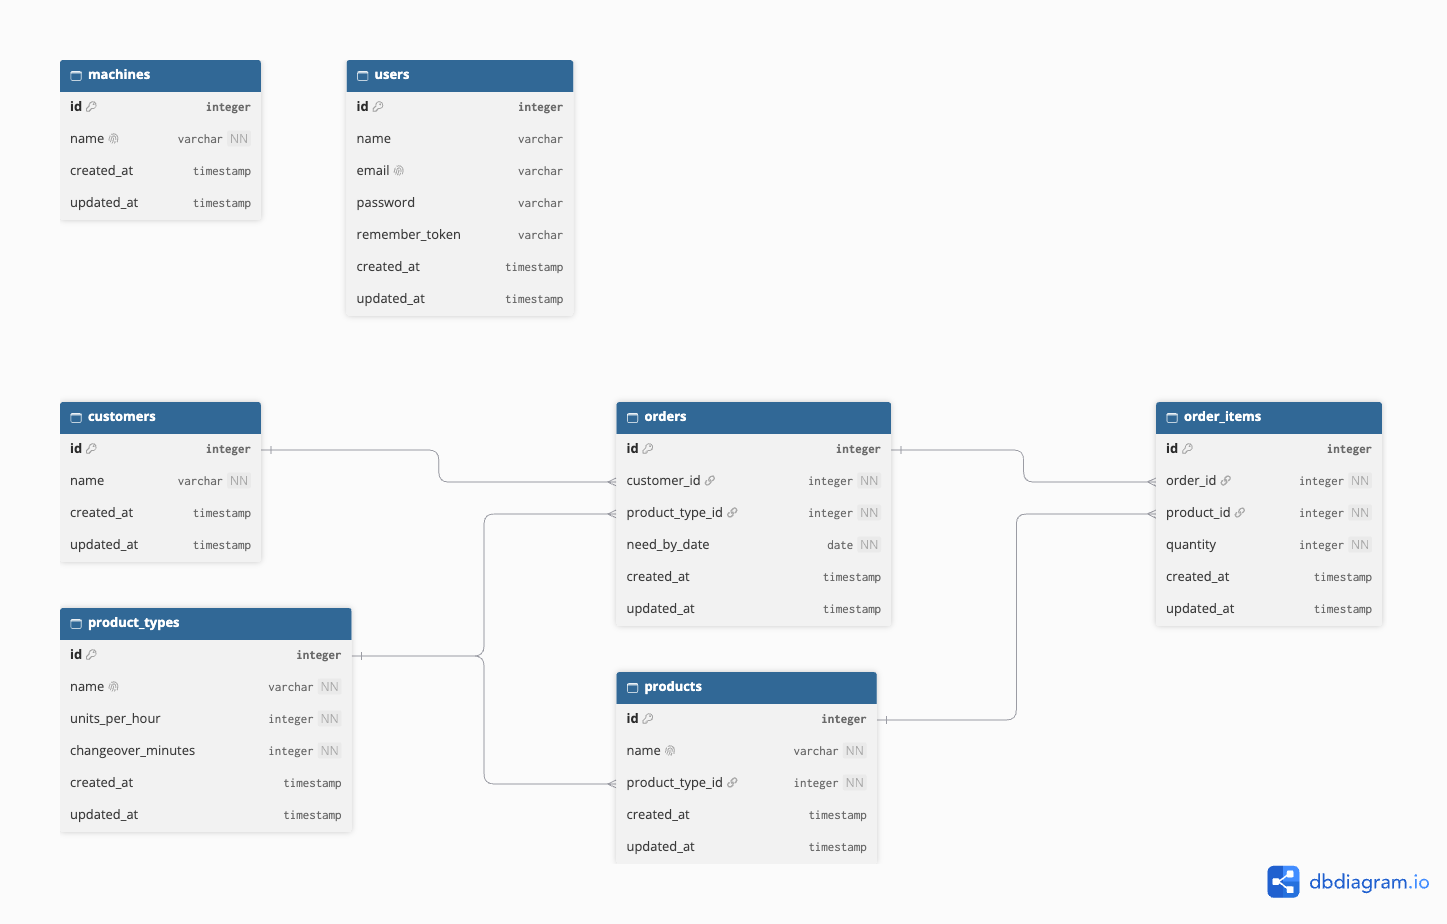 machines
id integer
name varchar NN
created_at timestamp
updated_at timestamp
users
id integer
name varchar
email varchar
password varchar
remember_token varchar
created_at timestamp
updated_at timestamp
customers
id integer
name varchar NN
created_at timestamp
updated_at timestamp
orders
id integer
customer_id integer NN
product_type_id integer NN
need_by_date date NN
created_at timestamp
updated_at timestamp
order_items
id integer
order_id integer NN
product_id integer NN
quantity integer NN
created_at timestamp
updated_at timestamp
product_types
id integer
name varchar NN
units_per_hour integer NN
changeover_minutes integer NN
created_at timestamp
updated_at timestamp
products
id integer
name varchar NN
product_type_id integer NN
created_at timestamp
updated_at timestamp
dbdiagram.io